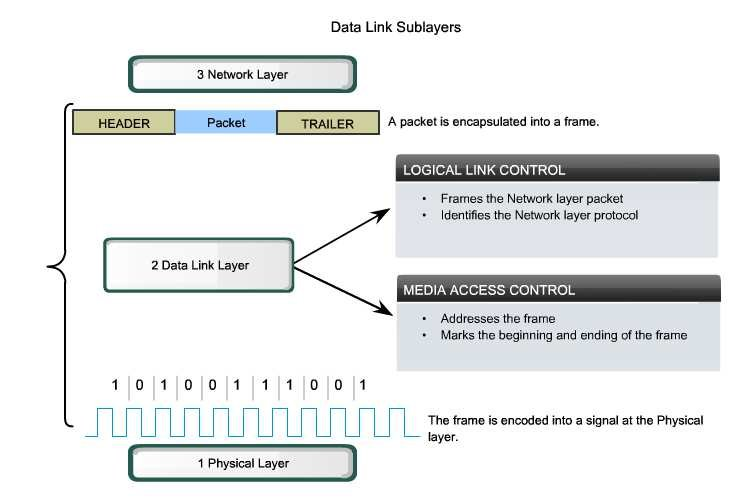 Data Link Sublayers
3 Network Layer
HEADER Packet TRAILER A packet is encapsulated into a frame.
LOGICAL LINK CONTROL
• Frames the Network layer packet
• Identifies the Network layer protocol
2 Data Link Layer
MEDIA ACCESS CONTROL
• Addresses the frame
• Marks the beginning and ending of the frame
1 0 1 0 0 1 1 1 0 0 1
The frame is encoded into a signal at the Physical
layer.
1 Physical Layer